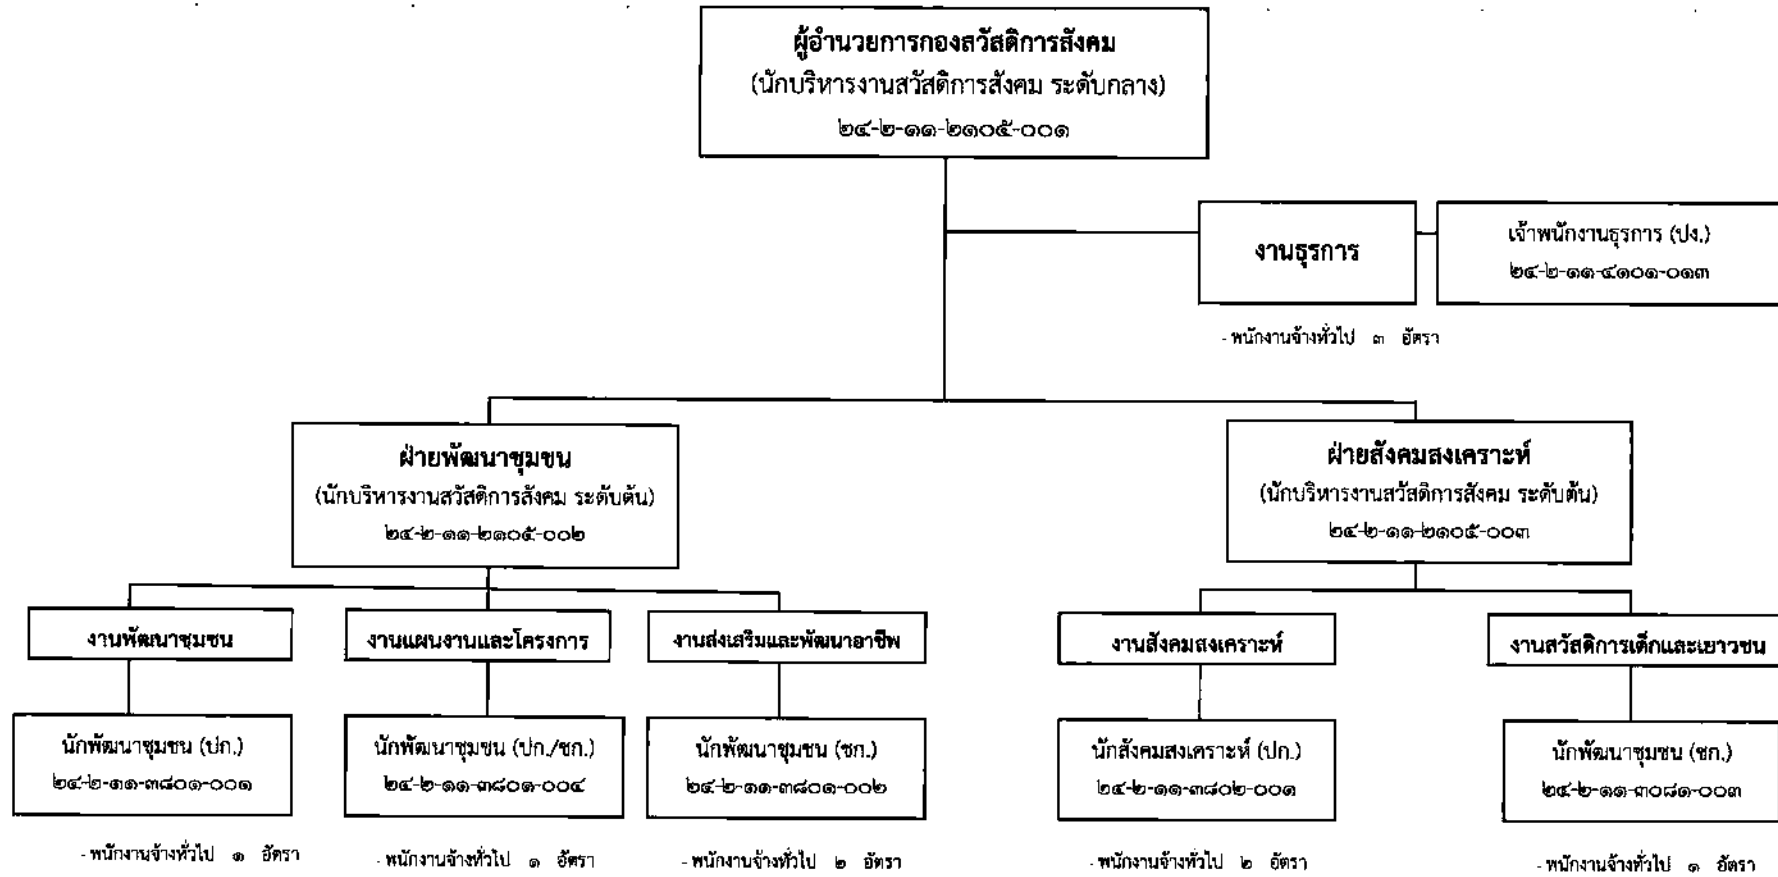 ผู้อำนวยการกองสวัสดิการสังคม
(นักบริหารงานสวัสดิการสังคม ระดับกลาง)
๒๔-๒-๑๑-๒๑๐๕-๐๐๑
งานธุรการ
เจ้าพนักงานธุรการ (ปง.)
๒๔-๒-๑๑-๔๑๐๑-๐๑๓
- พนักงานจ้างทั่วไป ๓ อัตรา
ฝ่ายพัฒนาชุมชน
(นักบริหารงานสวัสดิการสังคม ระดับต้น)
๒๔-๒-๑๑-๒๑๐๕-๐๐๒
ฝ่ายสังคมสงเคราะห์
(นักบริหารงานสวัสดิการสังคม ระดับต้น)
๒๔-๒-๑๑-๒๑๐๕-๐๐๓
งานพัฒนาชุมชน
งานแผนงานและโครงการ
งานส่งเสริมและพัฒนาอาชีพ
งานสังคมสงเคราะห์
งานสวัสดิการเด็กและเยาวชน
นักพัฒนาชุมชน (ปก.)
๒๔-๒-๑๑-๓๘๐๑-๐๐๑
นักพัฒนาชุมชน (ปก./ชก.)
๒๔-๒-๑๑-๓๘๐๑-๐๐๔
นักพัฒนาชุมชน (ชก.)
๒๔-๒-๑๑-๓๘๐๑-๐๐๒
นักสังคมสงเคราะห์ (ปก.)
๒๔-๒-๑๑-๓๘๐๒-๐๐๑
นักพัฒนาชุมชน (ชก.)
๒๔-๒-๑๑-๓๐๘๑-๐๐๓
- พนักงานจ้างทั่วไป ๑ อัตรา
- พนักงานจ้างทั่วไป ๑ อัตรา
- พนักงานจ้างทั่วไป ๒ อัตรา
- พนักงานจ้างทั่วไป ๒ อัตรา
- พนักงานจ้างทั่วไป ๑ อัตรา